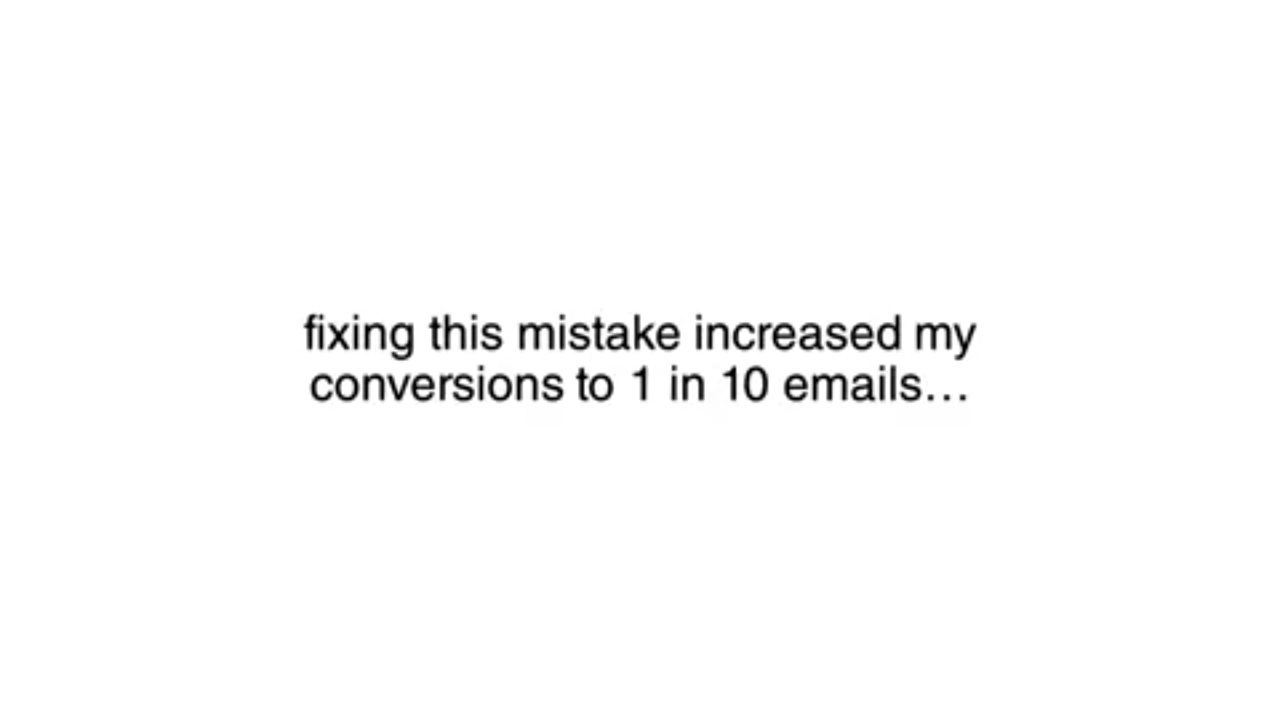 fixing this mistake increased my
conversions to 1 in 10 emails…